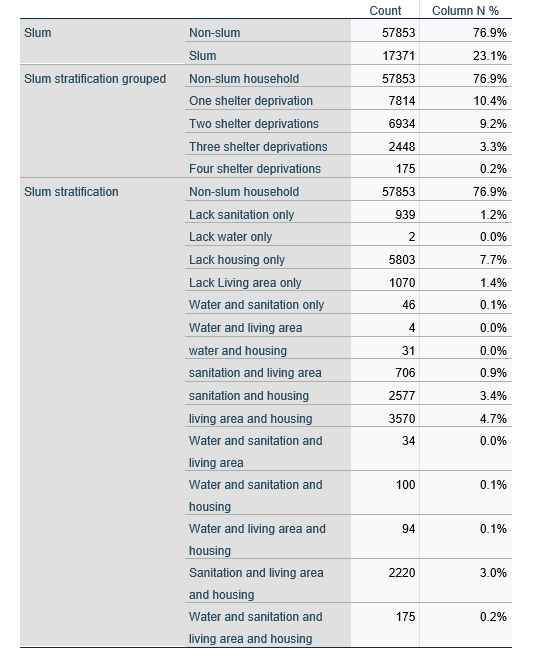 Count Column N %
Slum Non-slum 57853 76.9%
Slum 17371 23.1%
Slum stratification grouped Non-slum household 57853 76.9%
One shelter deprivation 7814 10.4%
Two shelter deprivations 6934 9.2%
Three shelter deprivations 2448 3.3%
Four shelter deprivations 175 0.2%
Slum stratification Non-slum household 57853 76.9%
Lack sanitation only 939 1.2%
Lack water only 2 0.0%
Lack housing only 5803 7.7%
Lack Living area only 1070 1.4%
Water and sanitation only 46 0.1%
Water and living area 4 0.0%
water and housing 31 0.0%
sanitation and living area 706 0.9%
sanitation and housing 2577 3.4%
living area and housing 3570 4.7%
Water and sanitation and 34 0.0%
living area
Water and sanitation and 100 0.1%
housing
Water and living area and 94 0.1%
housing
Sanitation and living area 2220 3.0%
and housing
Water and sanitation and 175 0.2%
living area and housing